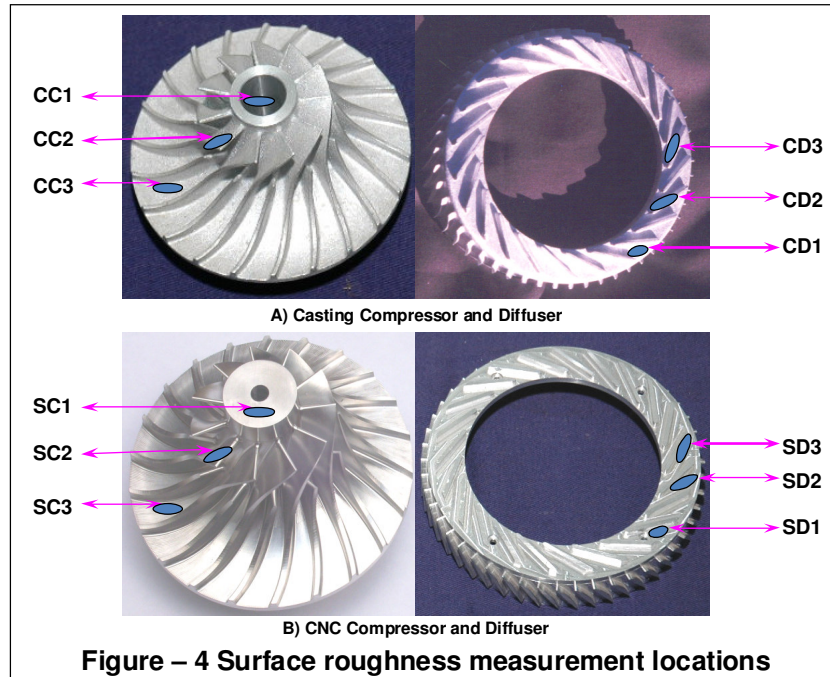 CC1
CC2
CC3
CD3
CD2
CD1
A) Casting Compressor and Diffuser
SC1
SC2
SC3
SD3
SD2
SD1
B) CNC Compressor and Diffuser
Figure – 4 Surface roughness measurement locations